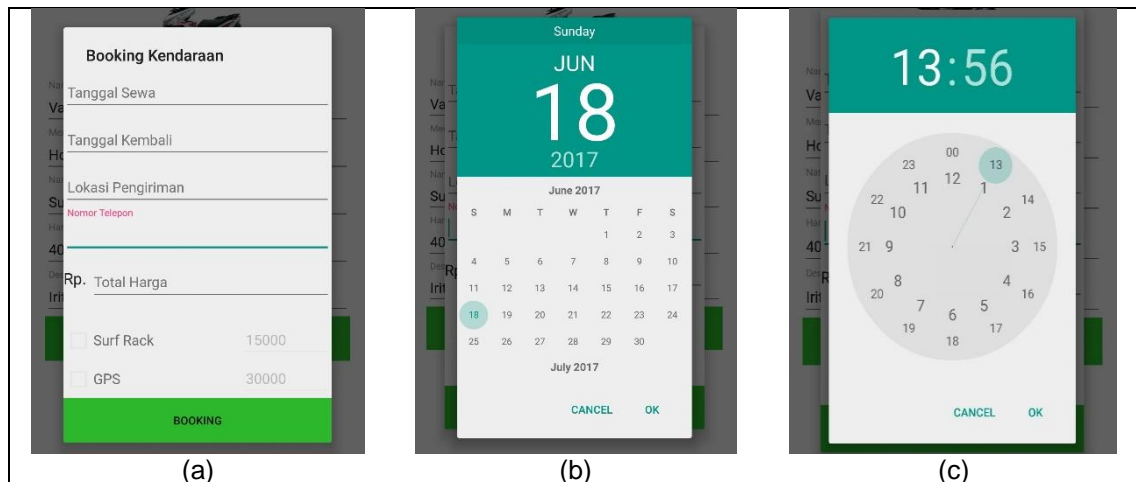 Booking Kendaraan
Tanggal Sewa
Tanggal Kembali
Lokasi Pengiriman
Nomor Telepon
Rp. Total Harga
Surf Rack 15000
GPS 30000
BOOKING
(a)
Sunday
JUN
18
2017
June 2017
S M T W T F S
1 2 3
4 5 6 7 8 9 10
11 12 13 14 15 16 17
18 19 20 21 22 23 24
25 26 27 28 29 30
July 2017
CANCEL OK
(b)
13:56
00
23 13
12
11 1
22 14
10 2
21 9 3 15
8 4
20 16
7 5
6
19 17
18
CANCEL OK
(c)